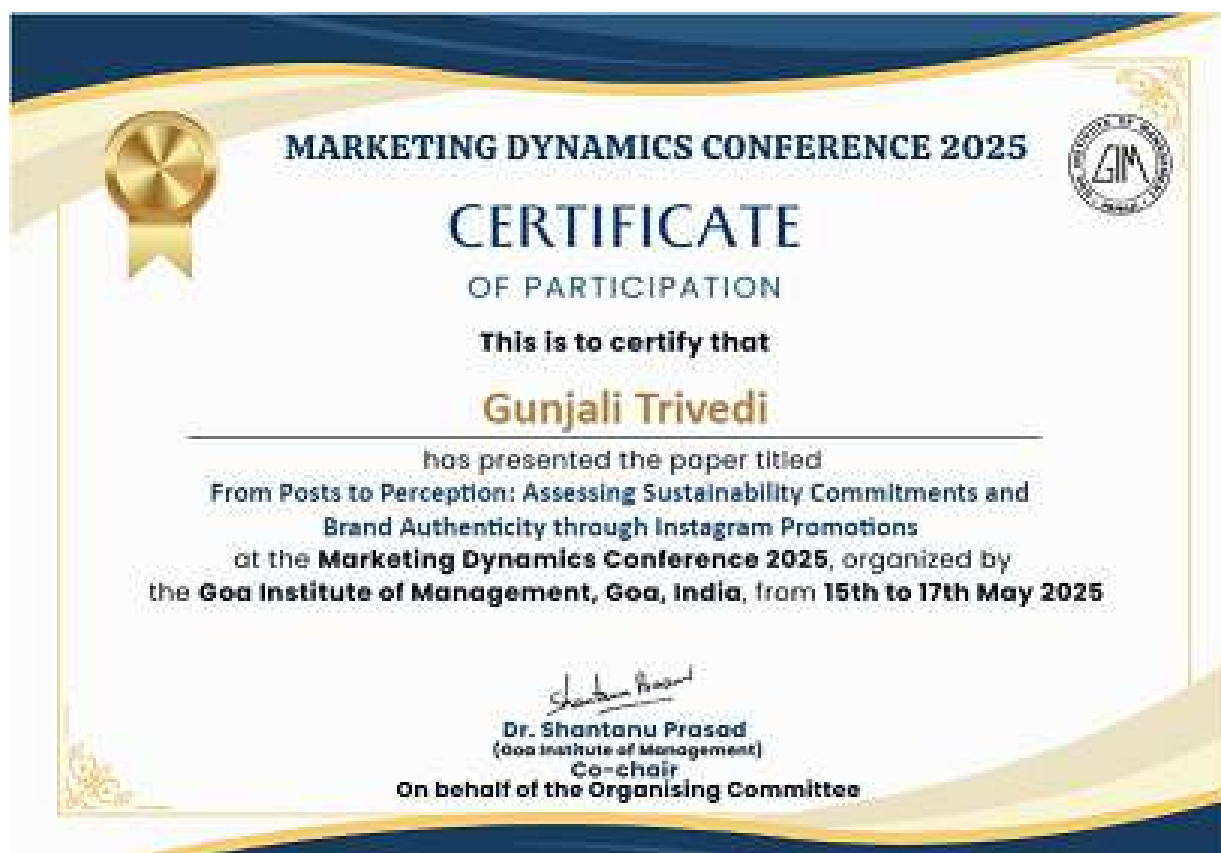 MARKETING DYNAMICS CONFERENCE 2025
GIM
CERTIFICATE
OF PARTICIPATION
This is to certify that
Gunjali Trivedi
has presented the paper titled
From Posts to Perception: Assessing Sustainability Commitments and
Brand Authenticity through Instagram Promotions
at the Marketing Dynamics Conference 2025, organized by
the Goa Institute of Management, Goa, India, from 15th to 17th May 2025
Shantanu Prasad
Dr. Shantanu Prasad
(Goa Institute of Management)
Co-chair
On behalf of the Organising Committee